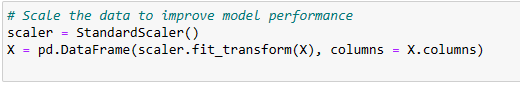 # Scale the data to improve model performance
scaler = StandardScaler()
X = pd.DataFrame(scaler.fit_transform(X), columns = X.columns)